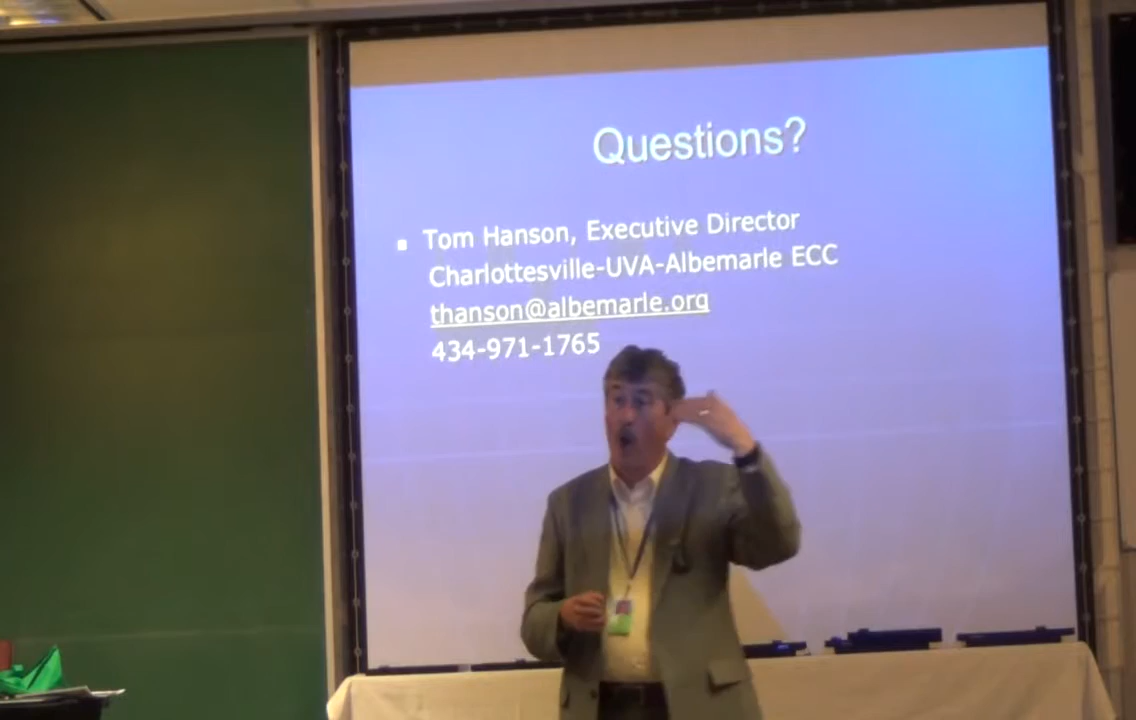 Questions?
Tom Hanson, Executive Director
Charlottesville-UVA-Albemarle ECC
thanson@albemarle.org
434-971-1765